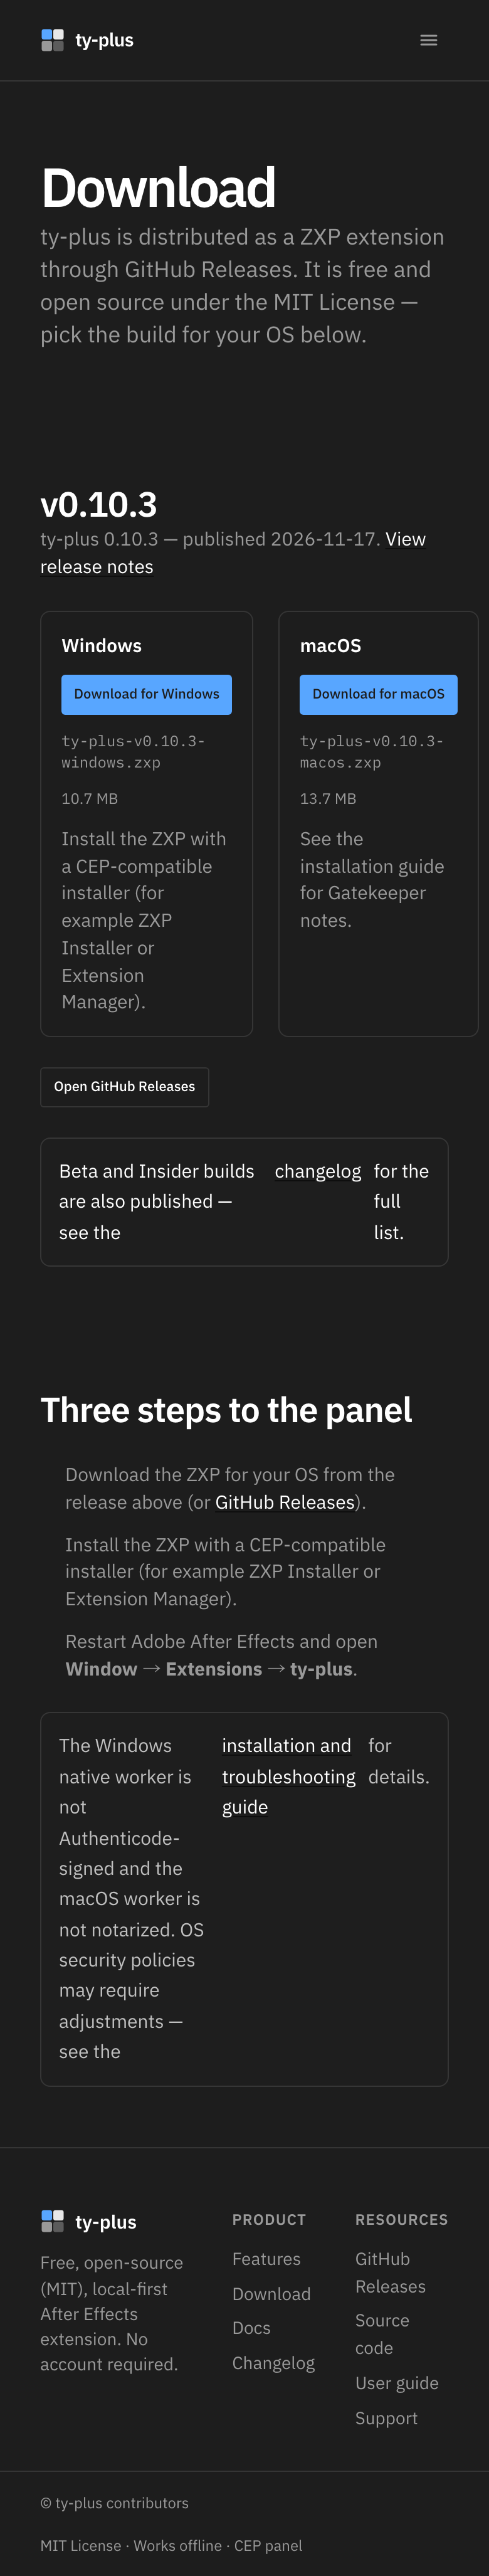 ty-plus
Download
ty-plus is distributed as a ZXP extension
through GitHub Releases. It is free and
open source under the MIT License —
pick the build for your OS below.
v0.10.3
ty-plus 0.10.3 — published 2026-11-17. View
release notes
Windows
Download for Windows
ty-plus-v0.10.3-
windows.zxp
10.7 MB
Install the ZXP with
a CEP-compatible
installer (for
example ZXP
Installer or
Extension
Manager).
macOS
Download for macOS
ty-plus-v0.10.3-
macos.zxp
13.7 MB
See the
installation guide
for Gatekeeper
notes.
Open GitHub Releases
Beta and Insider builds
are also published —
see the
changelog
for the
full
list.
Three steps to the panel
Download the ZXP for your OS from the
release above (or GitHub Releases).
Install the ZXP with a CEP-compatible
installer (for example ZXP Installer or
Extension Manager).
Restart Adobe After Effects and open
Window → Extensions → ty-plus.
The Windows
native worker is
not
Authenticode-
signed and the
macOS worker is
not notarized. OS
security policies
may require
adjustments —
see the
installation and
troubleshooting
guide
for
details.
ty-plus
Free, open-source
(MIT), local-first
After Effects
extension. No
account required.
PRODUCT
Features
Download
Docs
Changelog
RESOURCES
GitHub
Releases
Source
code
User guide
Support
© ty-plus contributors
MIT License · Works offline · CEP panel